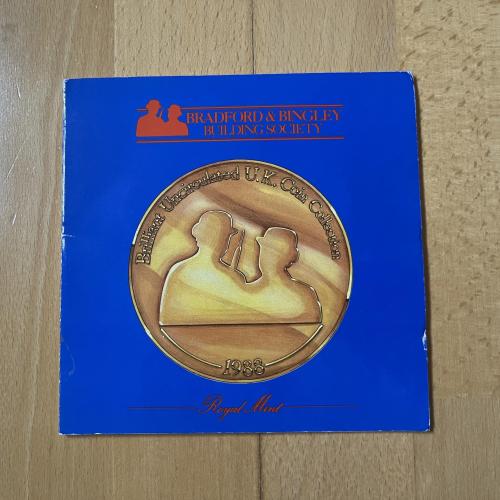 BRADFORD & BINGLEY
BUILDING SOCIETY
Brilliant Uncirculated U.K. Coin Collection
1988
Royal Mint